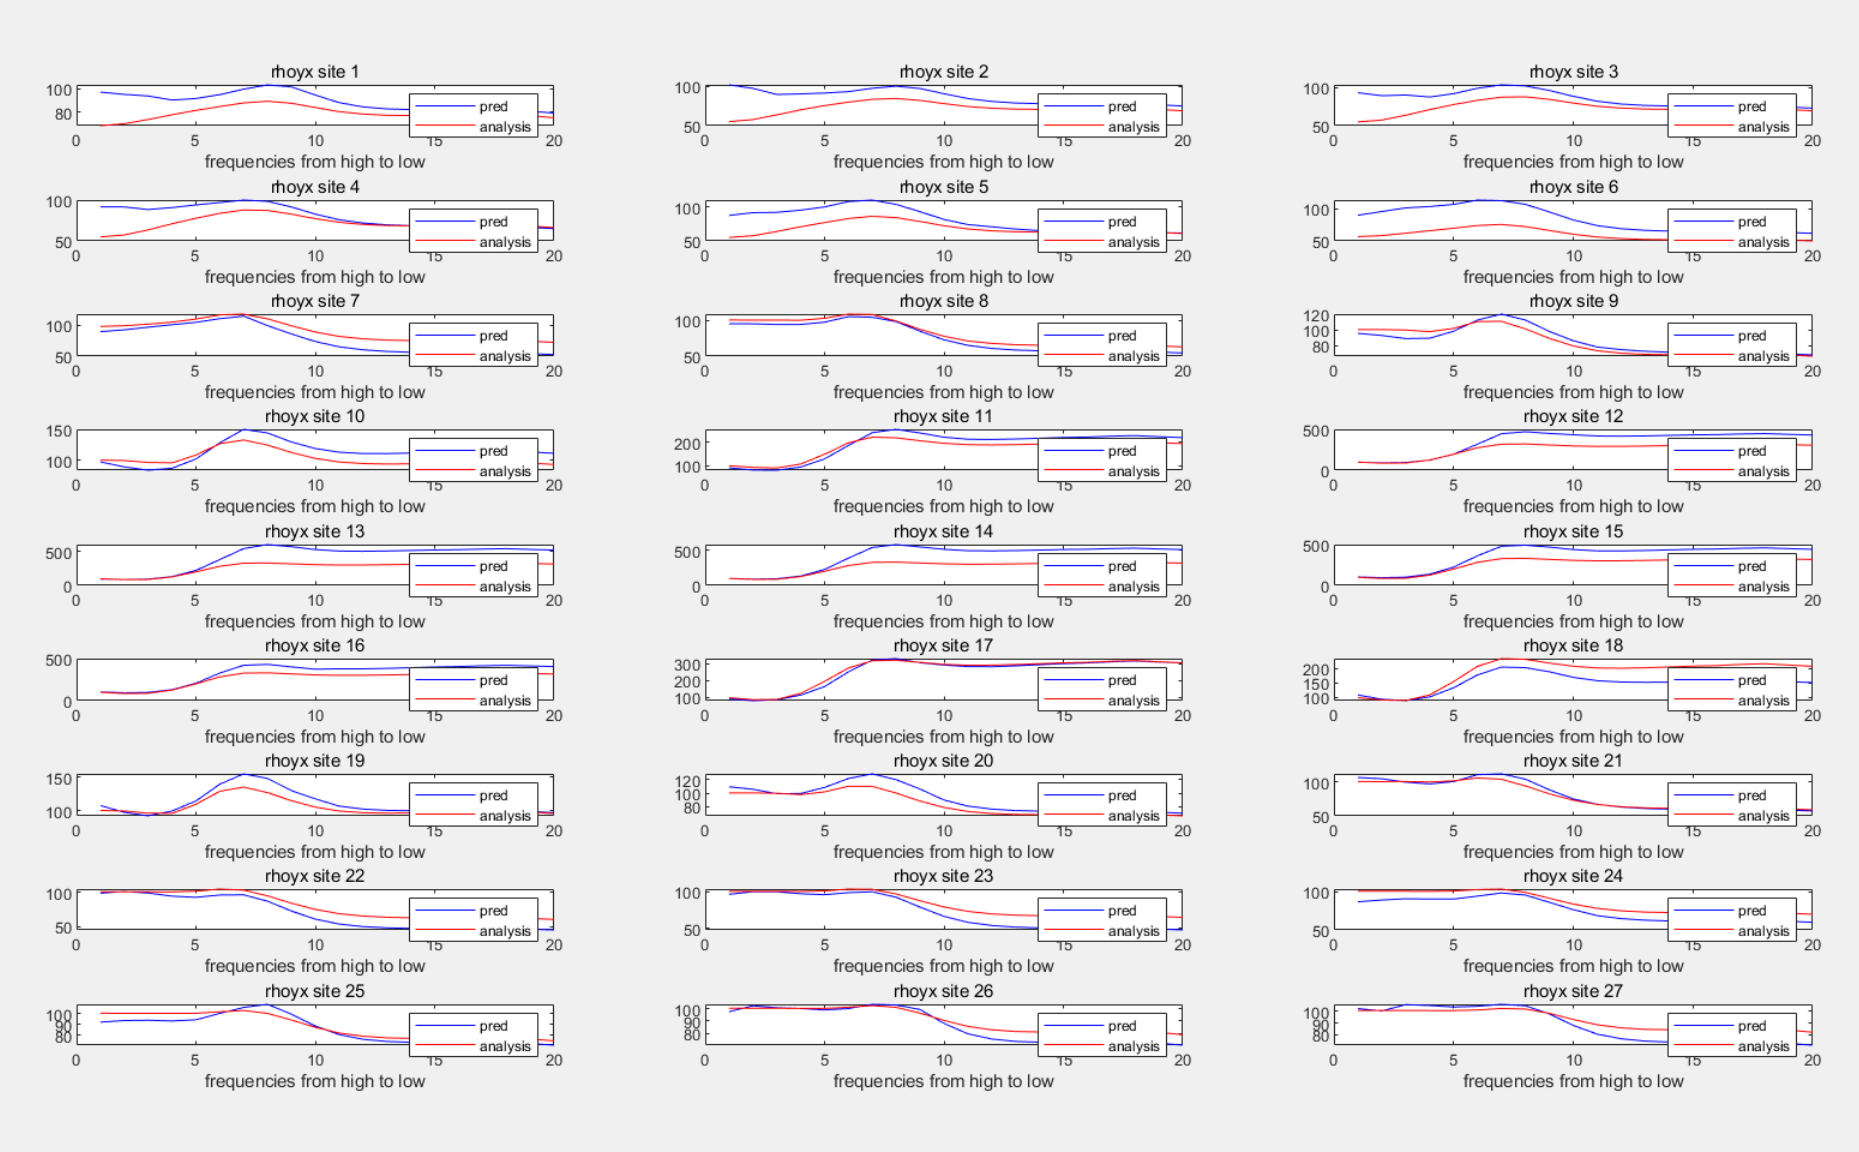 rhoyx site 1
100
80
0 5 10 15 20
pred
analysis
frequencies from high to low
rhoyx site 2
100
50
0 5 10 15 20
pred
analysis
frequencies from high to low
rhoyx site 3
100
50
0 5 10 15 20
pred
analysis
frequencies from high to low
rhoyx site 4
100
50
0 5 10 15 20
pred
analysis
frequencies from high to low
rhoyx site 5
100
50
0 5 10 15 20
pred
analysis
frequencies from high to low
rhoyx site 6
100
50
0 5 10 15 20
pred
analysis
frequencies from high to low
rhoyx site 7
100
50
0 5 10 15 20
pred
analysis
frequencies from high to low
rhoyx site 8
100
50
0 5 10 15 20
pred
analysis
frequencies from high to low
rhoyx site 9
120
100
80
0 5 10 15 20
pred
analysis
frequencies from high to low
rhoyx site 10
150
100
0 5 10 15 20
pred
analysis
frequencies from high to low
rhoyx site 11
200
100
0 5 10 15 20
pred
analysis
frequencies from high to low
rhoyx site 12
500
0
0 5 10 15 20
pred
analysis
frequencies from high to low
rhoyx site 13
500
0
0 5 10 15 20
pred
analysis
frequencies from high to low
rhoyx site 14
500
0
0 5 10 15 20
pred
analysis
frequencies from high to low
rhoyx site 15
500
0
0 5 10 15 20
pred
analysis
frequencies from high to low
rhoyx site 16
500
0
0 5 10 15 20
pred
analysis
frequencies from high to low
rhoyx site 17
300
200
100
0 5 10 15 20
pred
analysis
frequencies from high to low
rhoyx site 18
200
150
100
0 5 10 15 20
pred
analysis
frequencies from high to low
rhoyx site 19
150
100
0 5 10 15 20
pred
analysis
frequencies from high to low
rhoyx site 20
120
100
80
0 5 10 15 20
pred
analysis
frequencies from high to low
rhoyx site 21
100
50
0 5 10 15 20
pred
analysis
frequencies from high to low
rhoyx site 22
100
50
0 5 10 15 20
pred
analysis
frequencies from high to low
rhoyx site 23
100
50
0 5 10 15 20
pred
analysis
frequencies from high to low
rhoyx site 24
100
50
0 5 10 15 20
pred
analysis
frequencies from high to low
rhoyx site 25
100
90
80
0 5 10 15 20
pred
analysis
frequencies from high to low
rhoyx site 26
100
90
80
0 5 10 15 20
pred
analysis
frequencies from high to low
rhoyx site 27
100
90
80
0 5 10 15 20
pred
analysis
frequencies from high to low